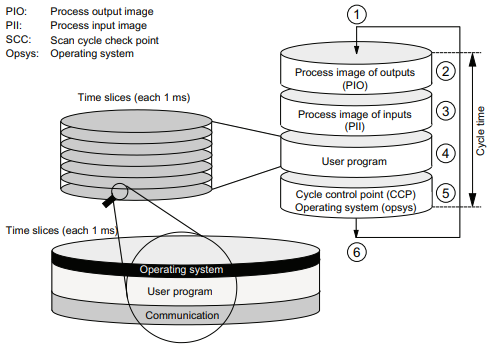 PIO: Process output image
PII: Process input image
SCC: Scan cycle check point
Opsys: Operating system
1
Process image of outputs
(PIO)
2
Process image of inputs
(PII)
3
User program
4
Cycle control point (CCP)
Operating system (opsys)
5
6
Cycle time
Time slices (each 1 ms)
Time slices (each 1 ms)
Operating system
User program
Communication